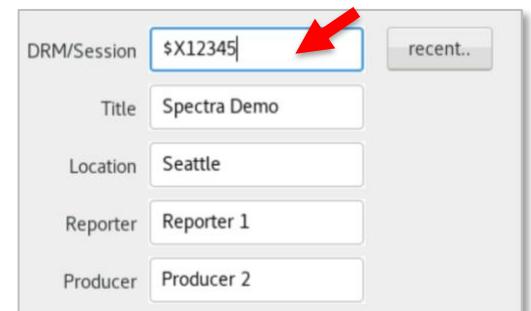 DRM/Session $X12345 recent..
Title Spectra Demo
Location Seattle
Reporter Reporter 1
Producer Producer 2